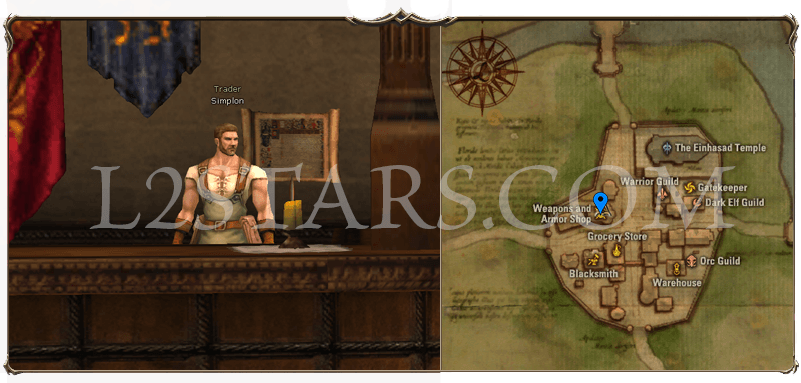 Trader
Simplon
L2STARS.COM
The Einhasad Temple
Warrior Guild
Gatekeeper
Dark Elf Guild
Weapons and
Armor Shop
Grocery Store
Orc Guild
Blacksmith
Warehouse